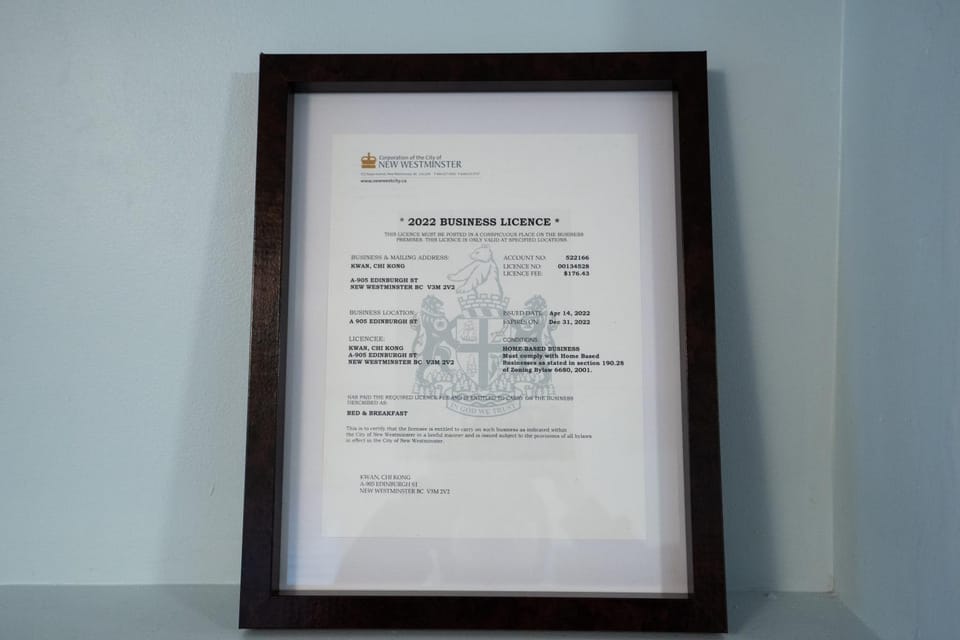 Corporation of the City of
NEW WESTMINSTER
www.newwestcity.ca
* 2022 BUSINESS LICENCE *
THIS LICENCE MUST BE POSTED IN A CONSPICUOUS PLACE ON THE BUSINESS
PREMISES. THIS LICENCE IS ONLY VALID AT SPECIFIED LOCATIONS.
BUSINESS & MAILING ADDRESS:
KWAN, CHI KONG
A-905 EDINBURGH ST
NEW WESTMINSTER BC V3M 2V2
ACCOUNT NO: 522166
LICENCE NO: 00134528
LICENCE FEE: $176.43
BUSINESS LOCATION:
A 905 EDINBURGH ST
ISSUED DATE: Apr 14, 2022
EXPIRES ON: Dec 31, 2022
LICENCEE:
KWAN, CHI KONG
A-905 EDINBURGH ST
NEW WESTMINSTER BC V3M 2V2
CONDITIONS:
HOME-BASED BUSINESS
Must comply with Home Based
Businesses as stated in section 190.28
of Zoning Bylaw 6680, 2001.
HAS PAID THE REQUIRED LICENCE FEE AND IS ENTITLED TO CARRY ON THE BUSINESS
DESCRIBED AS:
IN GOD WE TRUST
BED & BREAKFAST
This is to certify that the licensee is entitled to carry on such business as indicated within
the City of New Westminster in a lawful manner and is issued subject to the provisions of all bylaws
in effect in the City of New Westminster.
KWAN, CHI KONG
A-905 EDINBURGH ST
NEW WESTMINSTER BC V3M 2V2